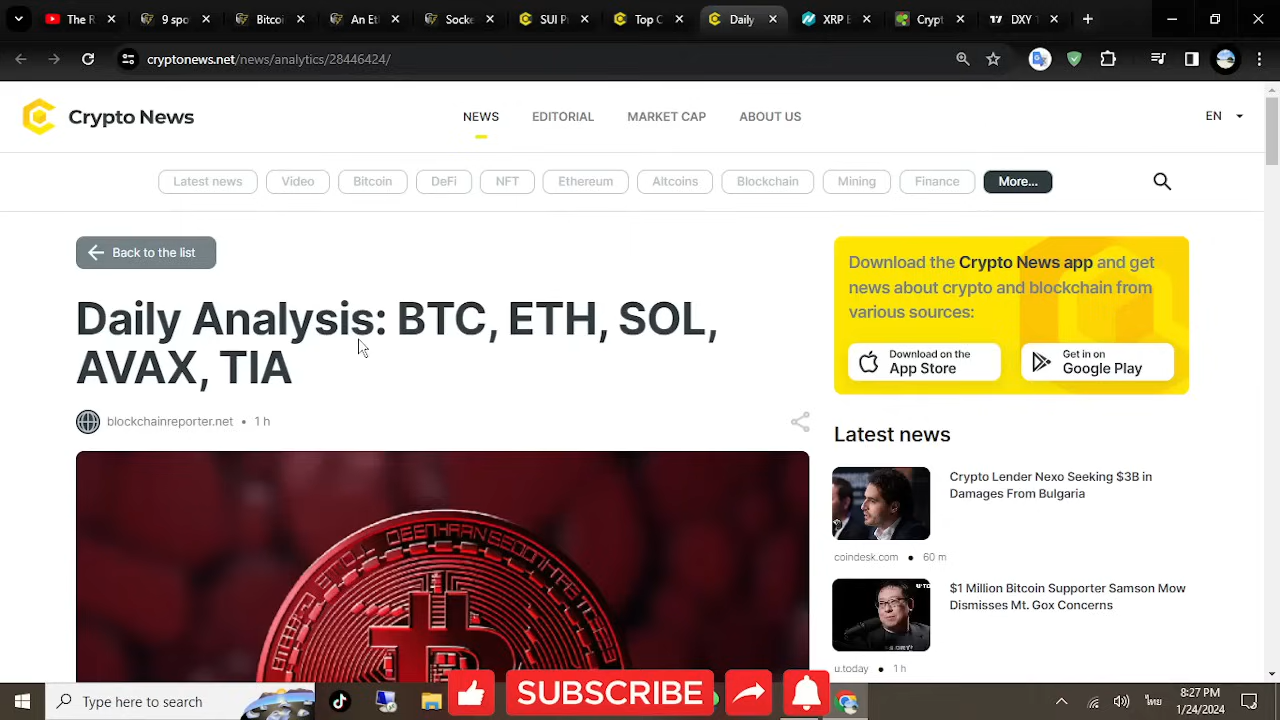 The R
9 spo
Bitcoi
An Et
Socke
SUI P
Top C
Daily
XRP E
Crypt
DXY 1
cryptonews.net/news/analytics/28446424/
Crypto News
NEWS
EDITORIAL
MARKET CAP
ABOUT US
EN
Latest news
Video
Bitcoin
DeFi
NFT
Ethereum
Altcoins
Blockchain
Mining
Finance
More...
Back to the list
Daily Analysis: BTC, ETH, SOL,
AVAX, TIA
blockchainreporter.net • 1 h
Download the Crypto News app and get
news about crypto and blockchain from
various sources:
Download on the
App Store
Get in on
Google Play
Latest news
Crypto Lender Nexo Seeking $3B in
Damages From Bulgaria
coindesk.com • 60 m
$1 Million Bitcoin Supporter Samson Mow
Dismisses Mt. Gox Concerns
u.today • 1 h
Type here to search
SUBSCRIBE
8:27 PM
1/24/2024